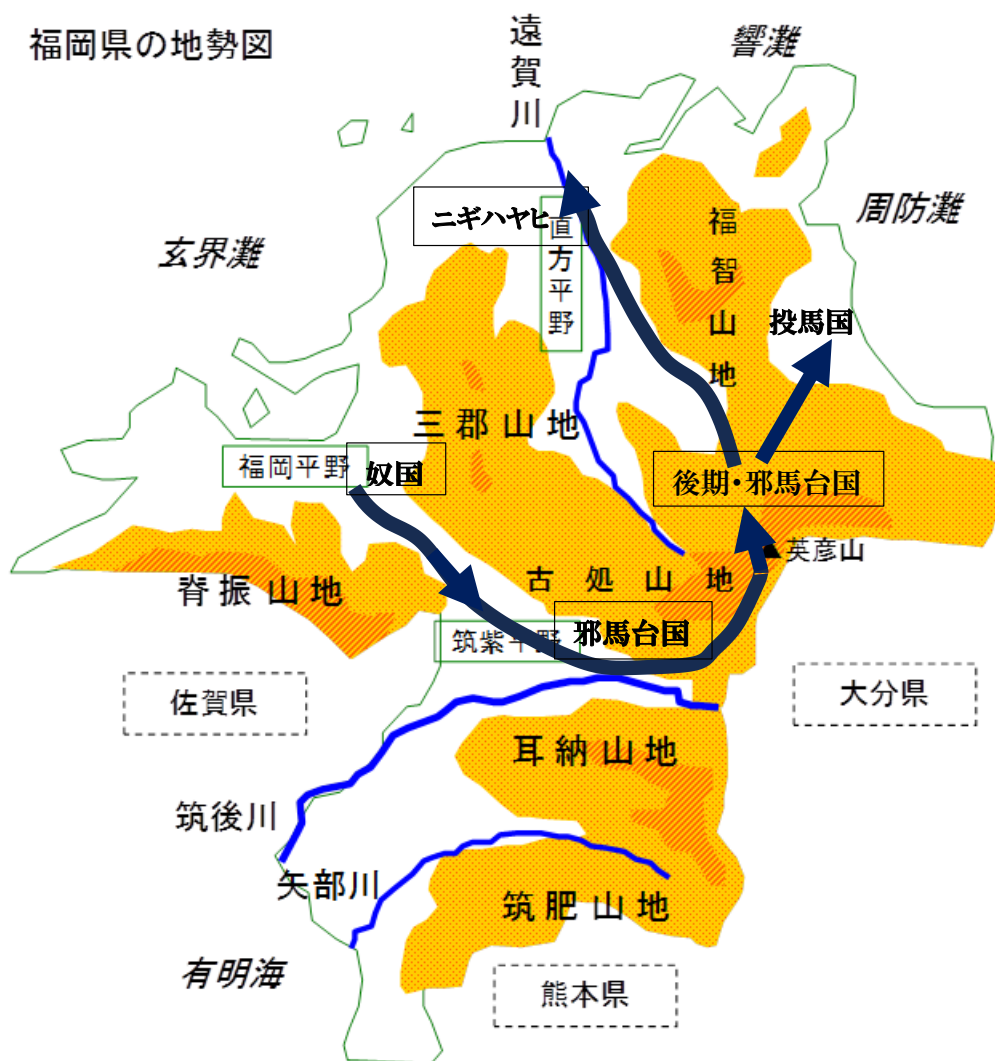 福岡県の地勢図
遠賀川
響灘
周防灘
玄界灘
ニギハヤヒ
直方平野
福智山地
投馬国
三郡山地
福岡平野
奴国
後期・邪馬台国
英彦山
古処山地
脊振山地
筑紫平野
邪馬台国
佐賀県
大分県
耳納山地
筑後川
矢部川
筑肥山地
有明海
熊本県